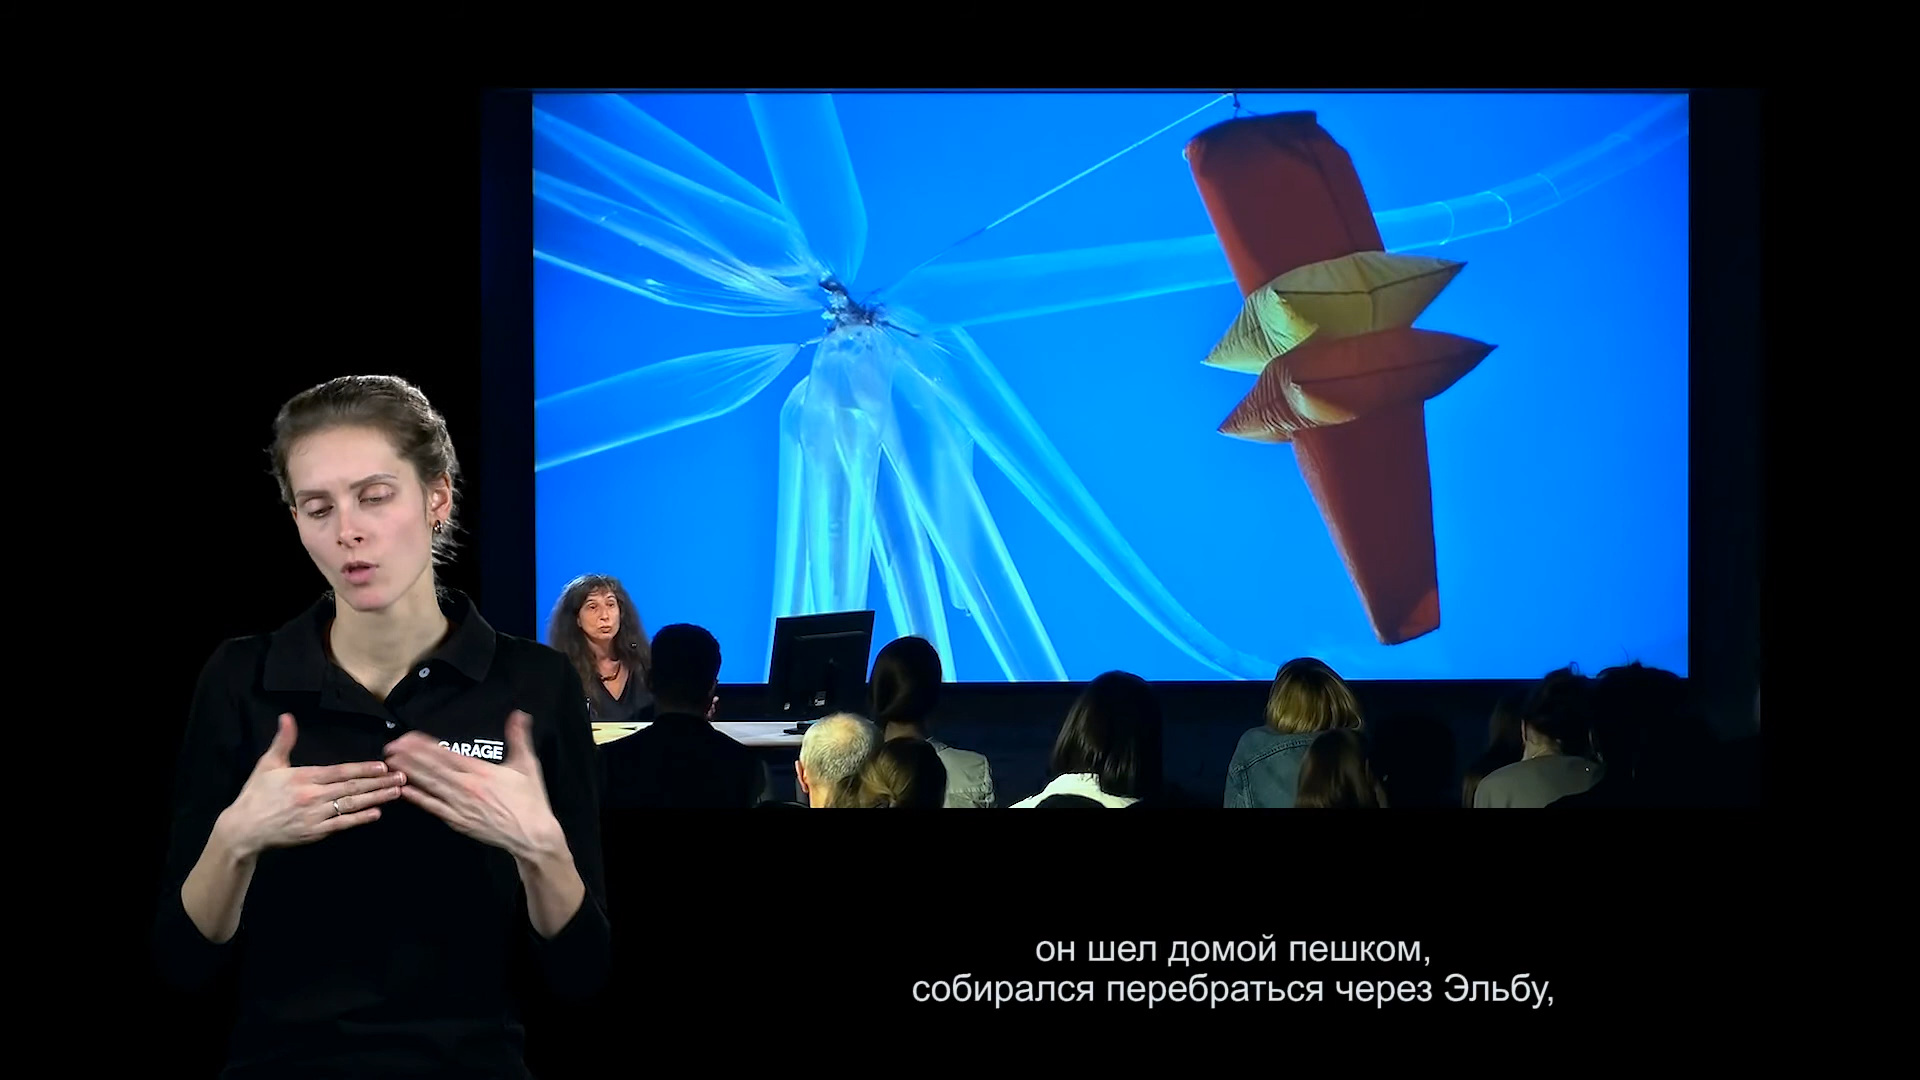 GARAGE
он шел домой пешком,
собирался перебраться через Эльбу,